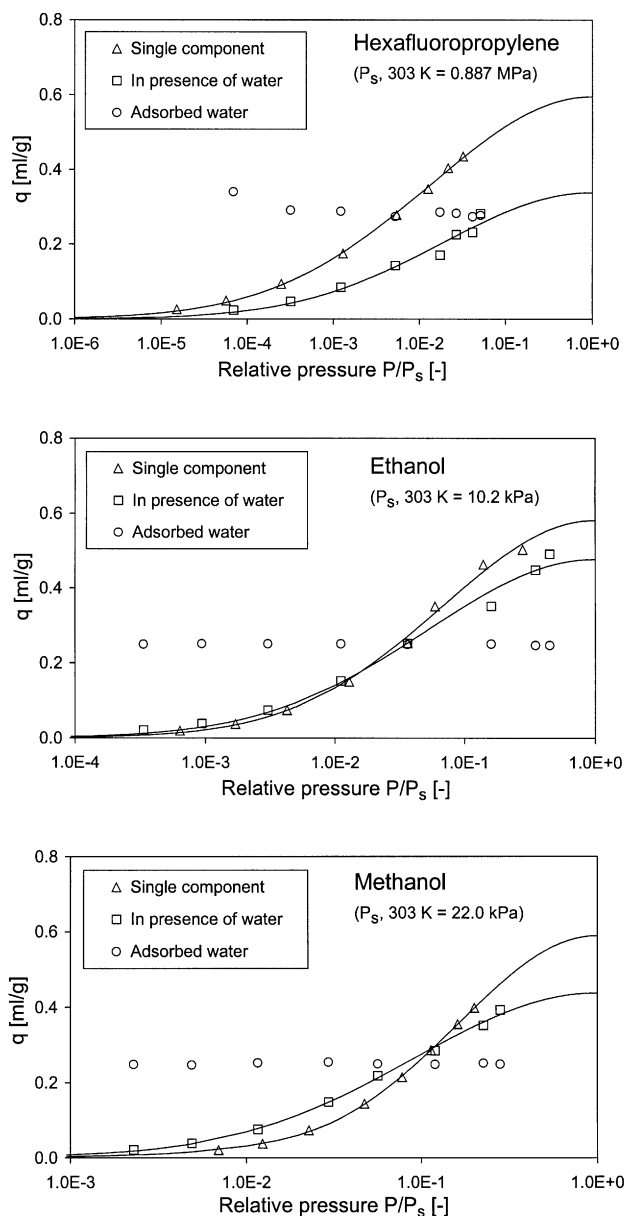 0.8
0.6
0.4
0.2
0.0
q [ml/g]
Single component
In presence of water
Adsorbed water
Hexafluoropropylene
(Ps, 303 K = 0.887 MPa)
1.0E-6 1.0E-5 1.0E-4 1.0E-3 1.0E-2 1.0E-1 1.0E+0
Relative pressure P/Ps [-]
0.8
0.6
0.4
0.2
0.0
q [ml/g]
Single component
In presence of water
Adsorbed water
Ethanol
(Ps, 303 K = 10.2 kPa)
1.0E-4 1.0E-3 1.0E-2 1.0E-1 1.0E+0
Relative pressure P/Ps [-]
0.8
0.6
0.4
0.2
0.0
q [ml/g]
Single component
In presence of water
Adsorbed water
Methanol
(Ps, 303 K = 22.0 kPa)
1.0E-3 1.0E-2 1.0E-1 1.0E+0
Relative pressure P/Ps [-]